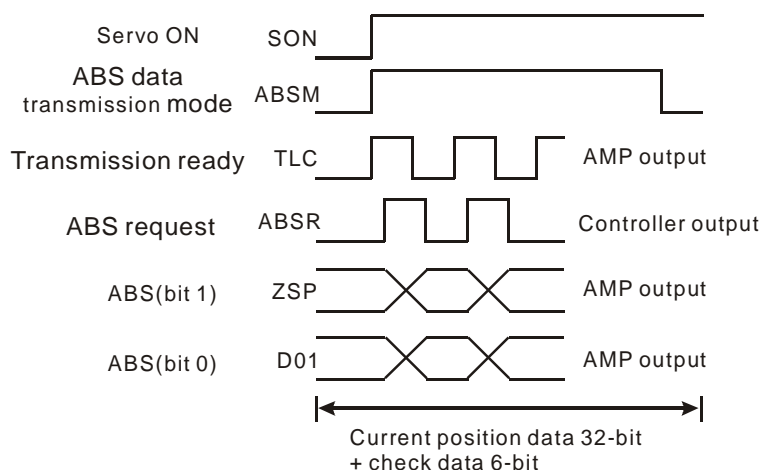 Servo ON SON
ABS data
transmission mode ABSM
Transmission ready TLC AMP output
ABS request ABSR Controller output
ABS(bit 1) ZSP AMP output
ABS(bit 0) D01 AMP output
Current position data 32-bit
+ check data 6-bit